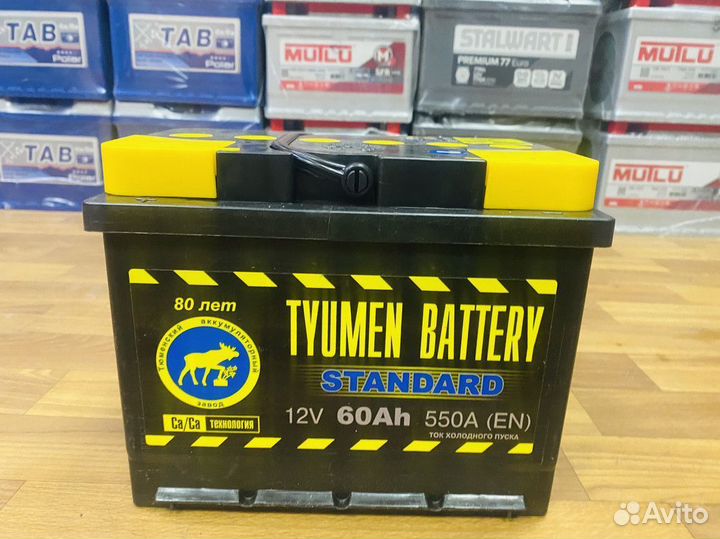 TAB
Polar
MUTLU
STALWART
PREMIUM 77 Euro
MUTLU
TAB
MUTLU
80 лет
Тюменский аккумуляторный
завод
Ca/Ca технология
TYUMEN BATTERY
STANDARD
12V 60Ah 550A (EN)
ТОК ХОЛОДНОГО ПУСКА
Avito